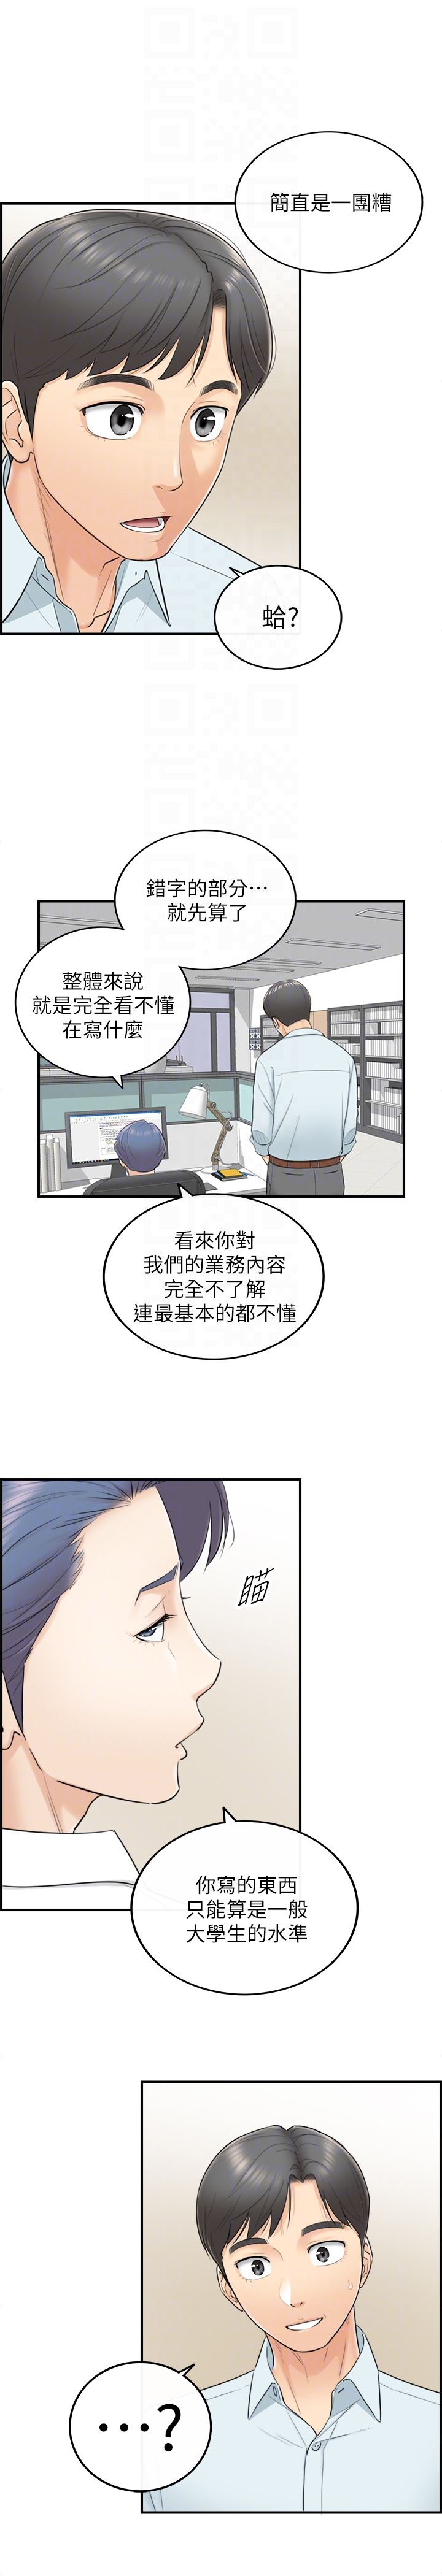 簡直是一團糟
蛤?
錯字的部分⋯
就先算了
整體來說
就是完全看不懂
在寫什麼
看來你對
我們的業務內容
完全不了解
連最基本的都不懂
瞄
你寫的東西
只能算是一般
大學生的水準
⋯?